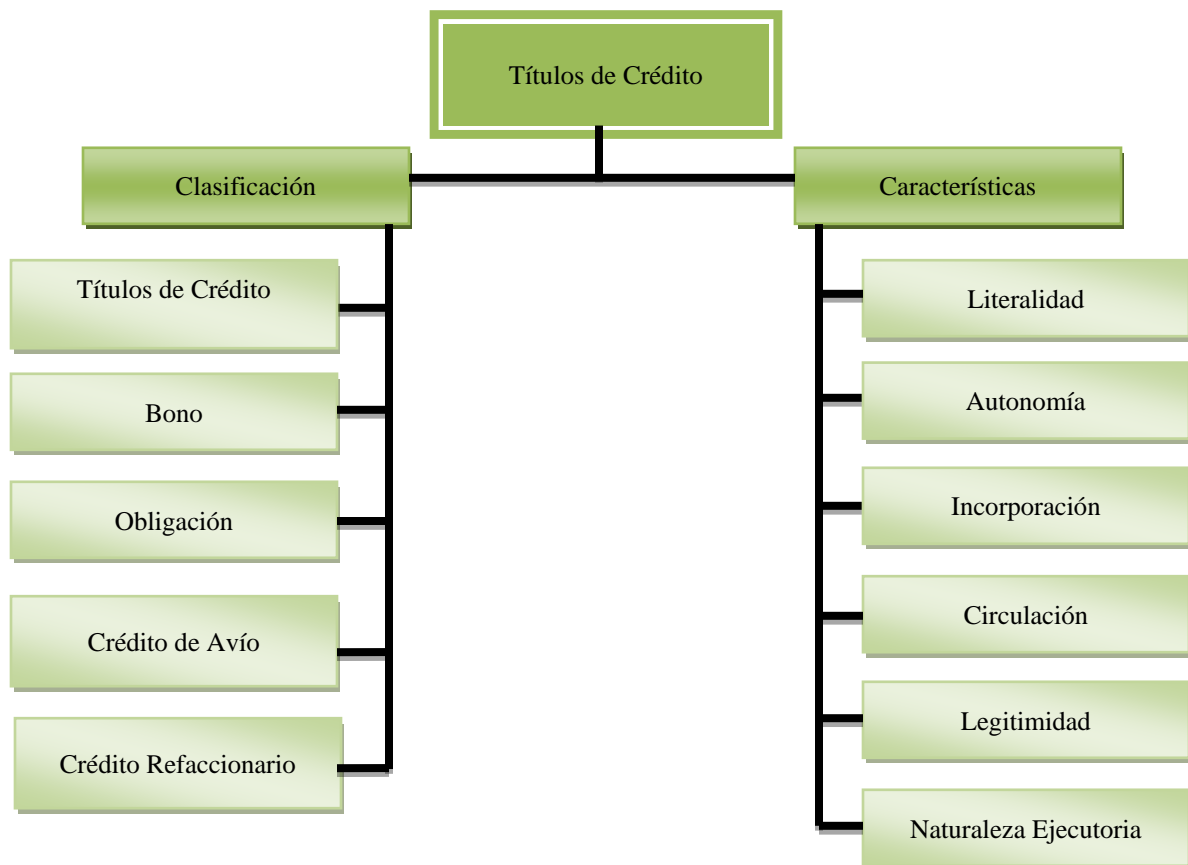 Títulos de Crédito
Clasificación
Títulos de Crédito
Bono
Obligación
Crédito de Avío
Crédito Refaccionario
Características
Literalidad
Autonomía
Incorporación
Circulación
Legitimidad
Naturaleza Ejecutoria